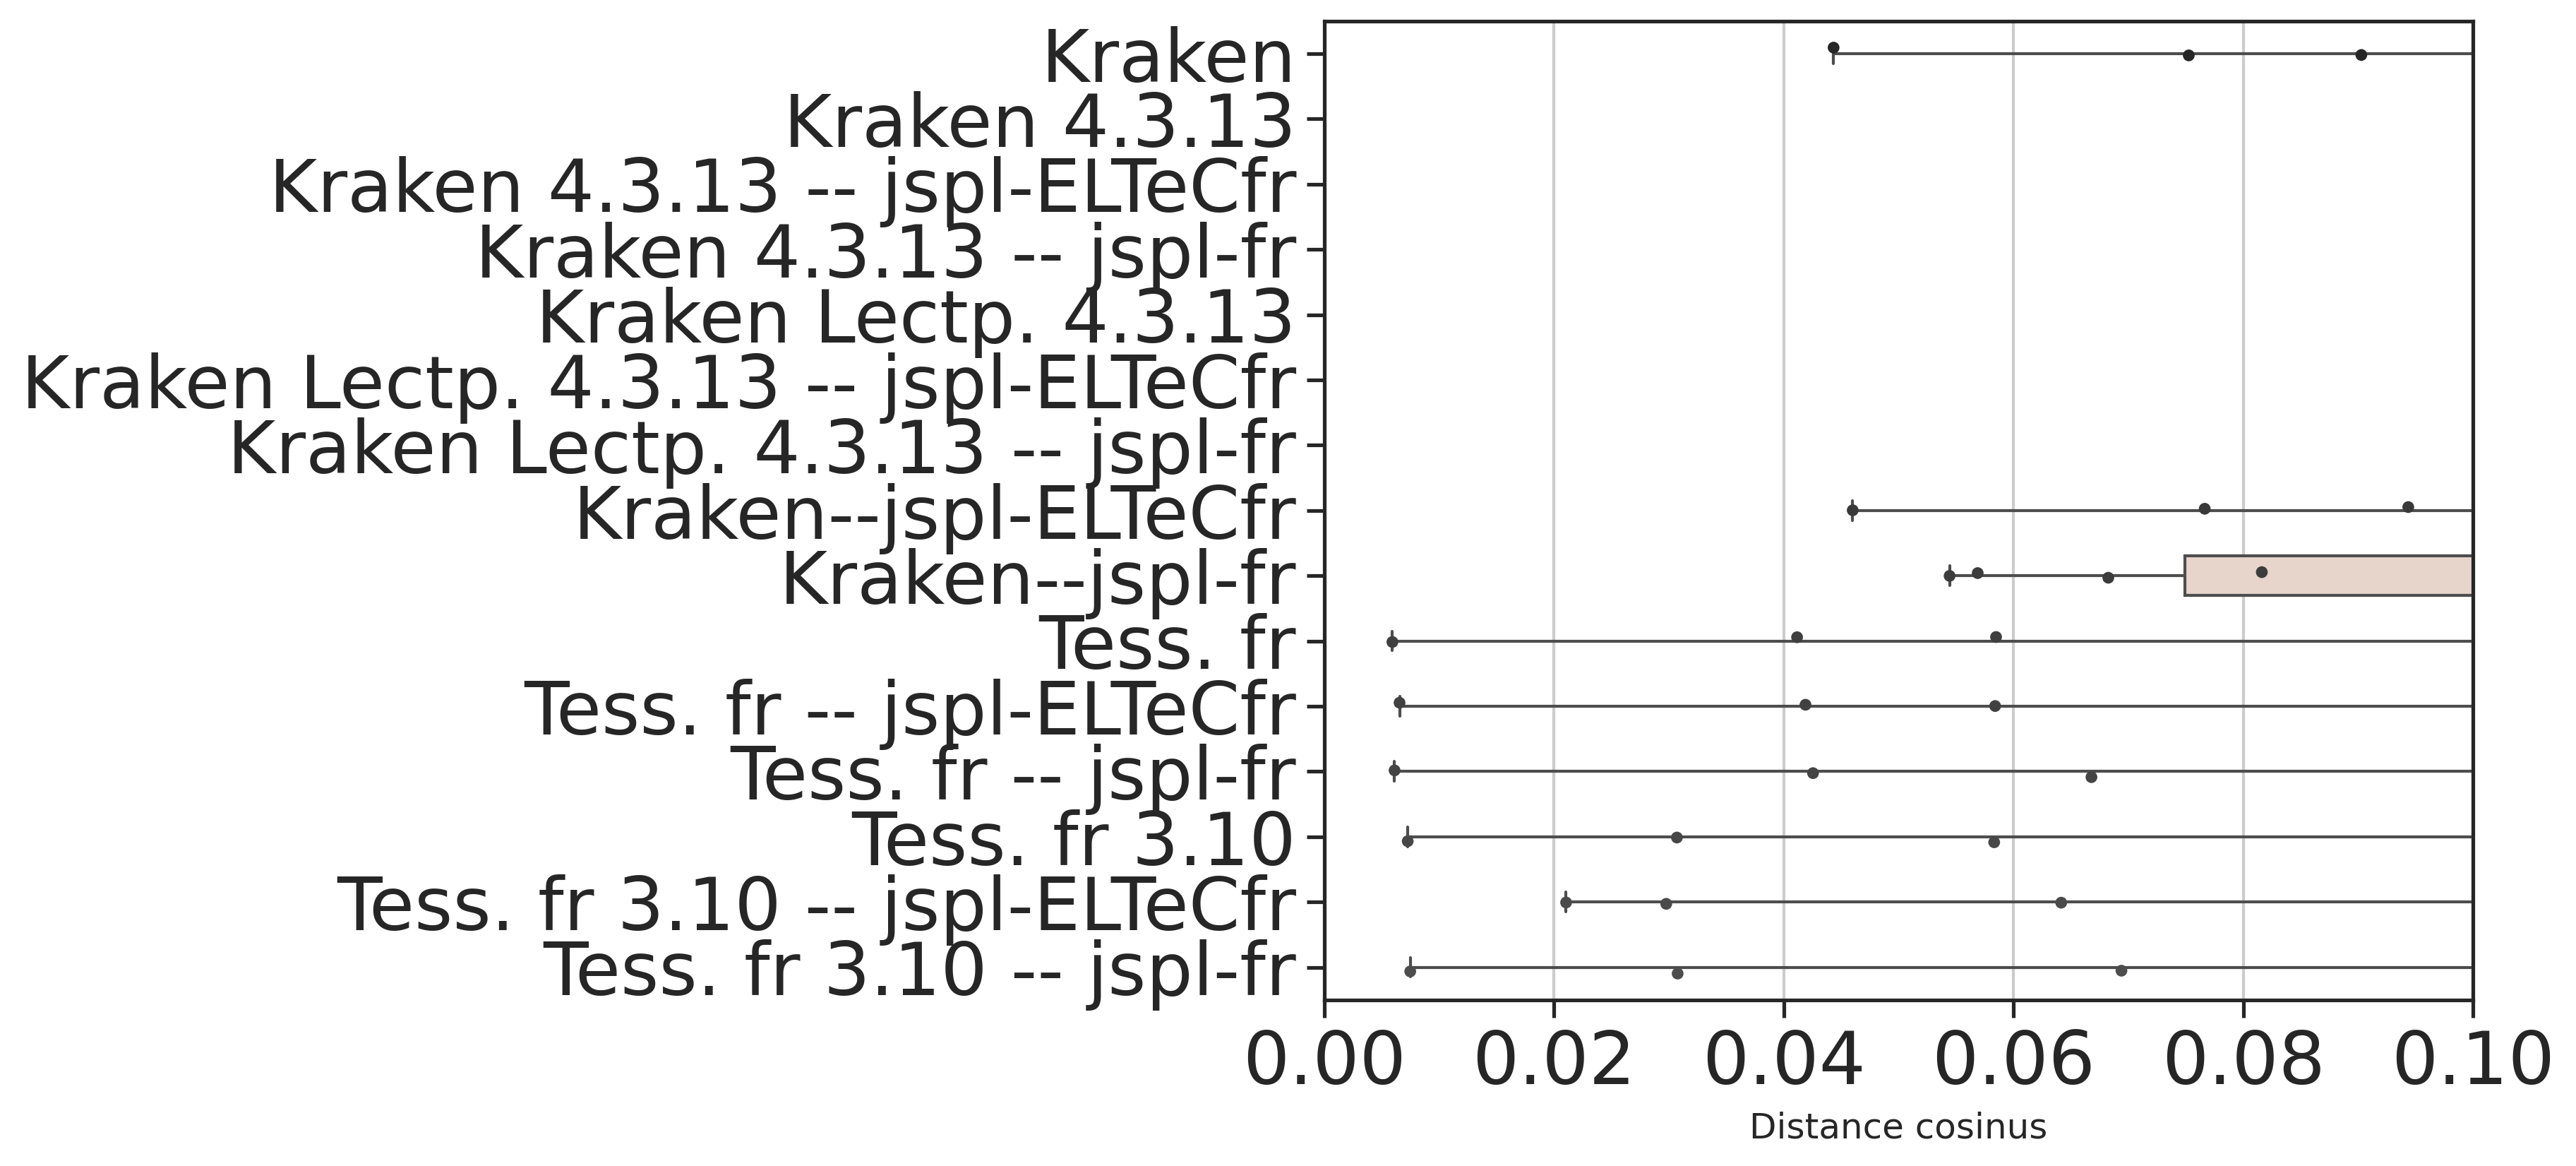 Kraken
Kraken 4.3.13
Kraken 4.3.13 -- jspl-ELTeCfr
Kraken 4.3.13 -- jspl-fr
Kraken Lectp. 4.3.13
Kraken Lectp. 4.3.13 -- jspl-ELTeCfr
Kraken Lectp. 4.3.13 -- jspl-fr
Kraken--jspl-ELTeCfr
Kraken--jspl-fr
Tess. fr
Tess. fr -- jspl-ELTeCfr
Tess. fr -- jspl-fr
Tess. fr 3.10
Tess. fr 3.10 -- jspl-ELTeCfr
Tess. fr 3.10 -- jspl-fr
0.00 0.02 0.04 0.06 0.08 0.10
Distance cosinus